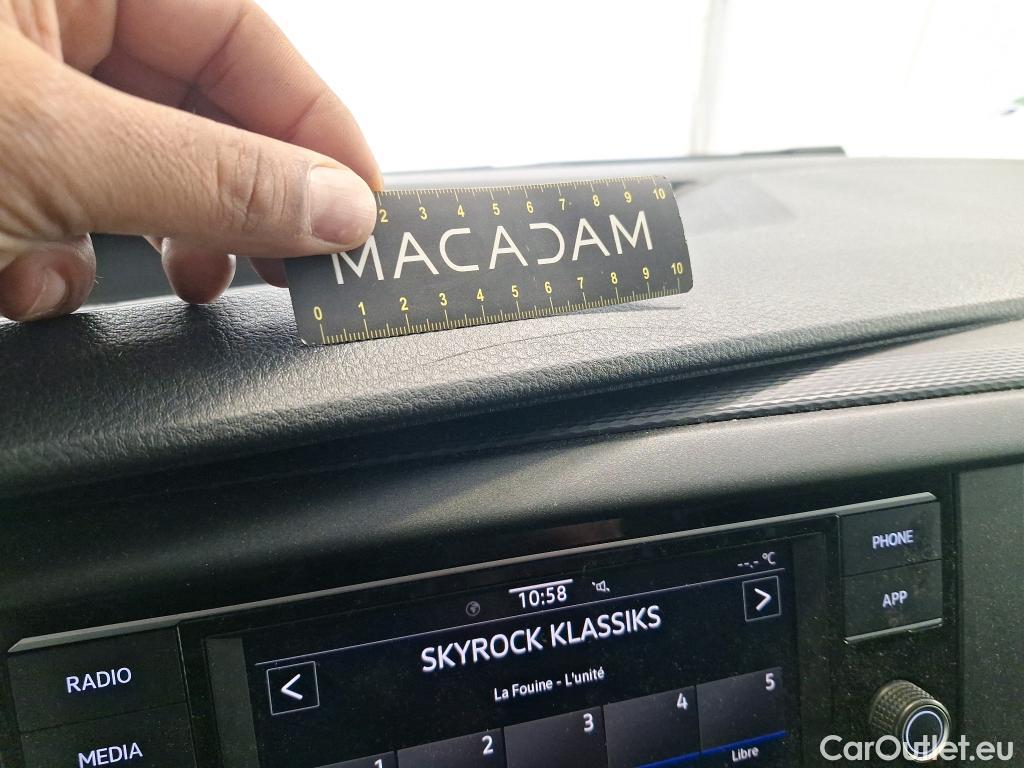 2 3 4 5 6 7 8 9 10
MACADAM
0 1 2 3 4 5 6 7 8 9 10
PHONE
APP
--.- °C
10:58
SKYROCK KLASSIKS
<
>
La Fouine - L'unité
RADIO
MEDIA
1 2 3 4 5
Libre
CarOutlet.eu